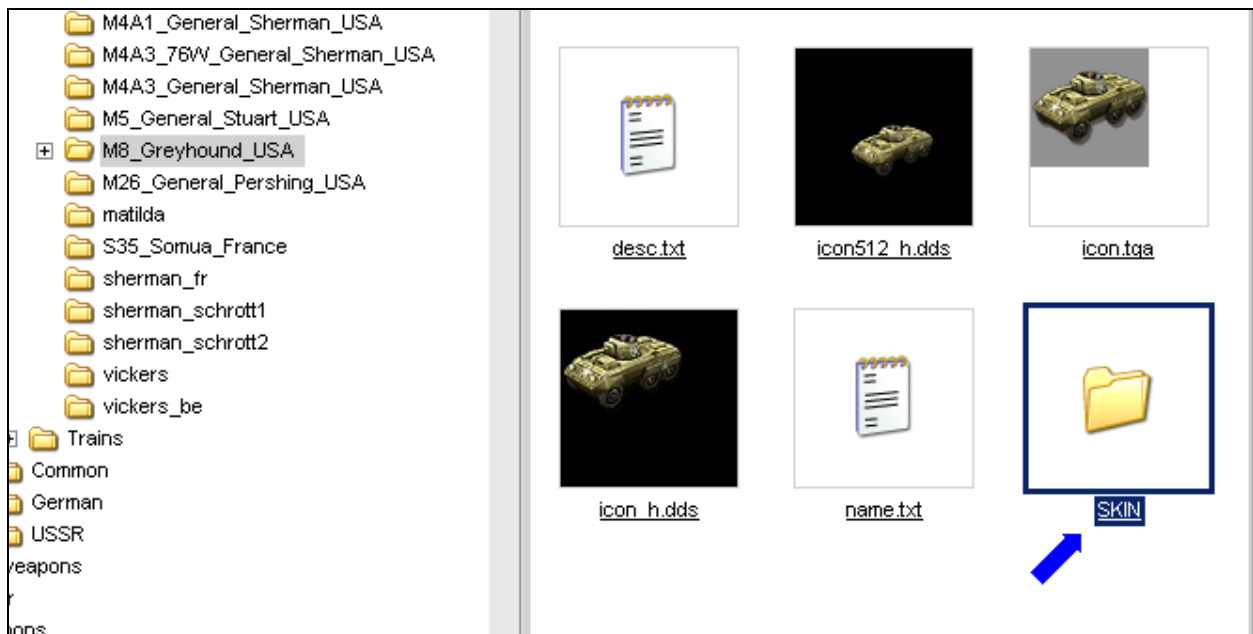 M4A1_General_Sherman_USA
M4A3_76W_General_Sherman_USA
M4A3_General_Sherman_USA
M5_General_Stuart_USA
M8_Greyhound_USA
M26_General_Pershing_USA
matilda
S35_Somua_France
sherman_fr
sherman_schrott1
sherman_schrott2
vickers
vickers_be
Trains
Common
German
USSR
desc.txt
icon512_h.dds
icon.tga
icon_h.dds
name.txt
SKIN